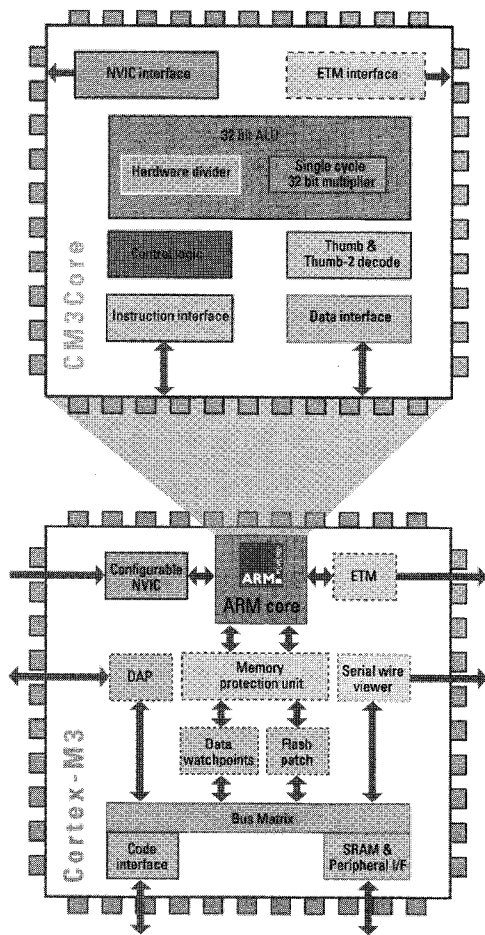 NVIC interface
ETM interface
32 bit ALU
Hardware divider
Single cycle
32 bit multiplier
Control logic
Thumb &
Thumb-2 decode
Instruction interface
Data interface
CM3Core
Configurable
NVIC
ARM
ARM core
ETM
DAP
Memory
protection unit
Serial wire
viewer
Data
watchpoints
Flash
patch
Bus Matrix
Code
interface
SRAM &
Peripheral I/F
Cortex-M3